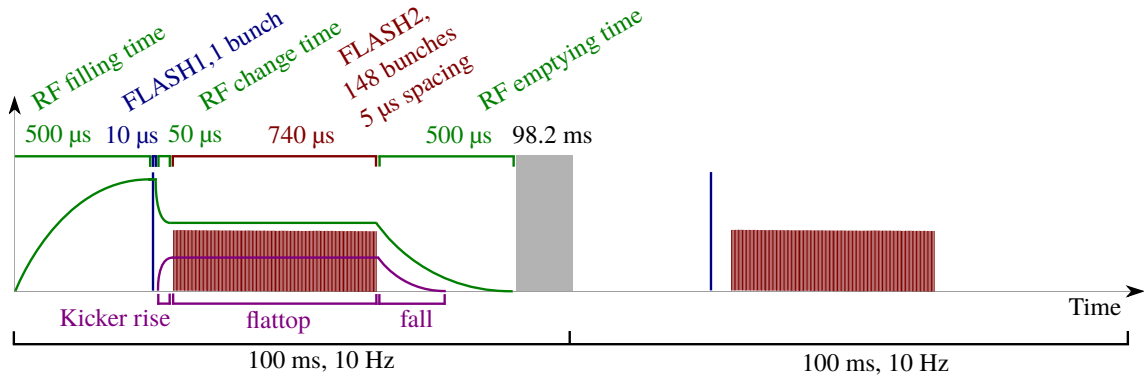 RF filling time
FLASH1,1 bunch
RF change time
FLASH2,
148 bunches
5 µs spacing
RF emptying time
500 µs
10 µs
50 µs
740 µs
500 µs
98.2 ms
Time
Kicker rise
flattop
fall
100 ms, 10 Hz
100 ms, 10 Hz